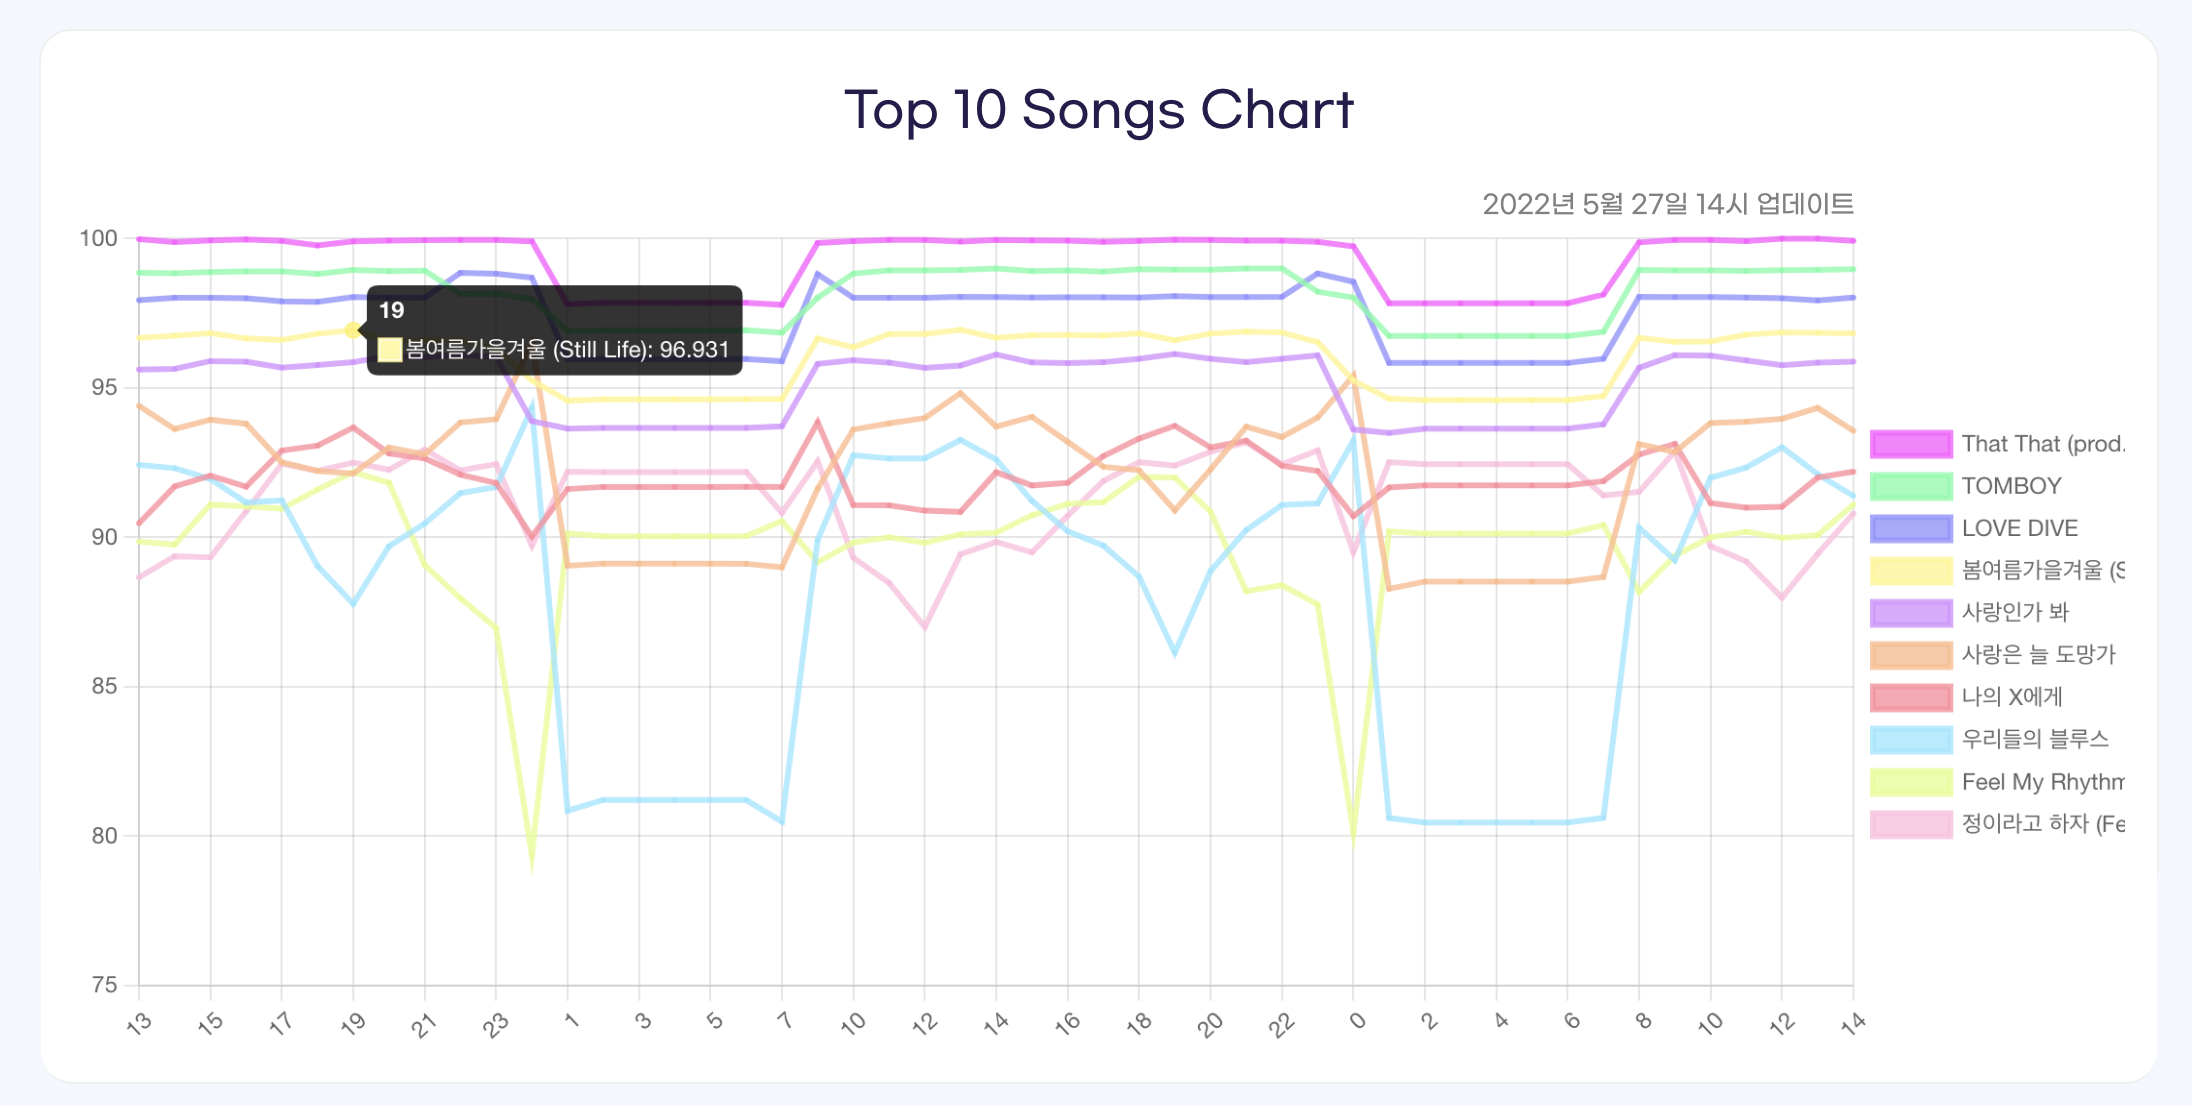 Top 10 Songs Chart
2022년 5월 27일 14시 업데이트
100
95
90
85
80
75
19
봄여름가을겨울 (Still Life): 96.931
13 15 17 19 21 23 1 3 5 7 10 12 14 16 18 20 22 0 2 4 6 8 10 12 14
That That (prod.
TOMBOY
LOVE DIVE
봄여름가을겨울 (S
사랑인가 봐
사랑은 늘 도망가
나의 X에게
우리들의 블루스
Feel My Rhythm
정이라고 하자 (Fe